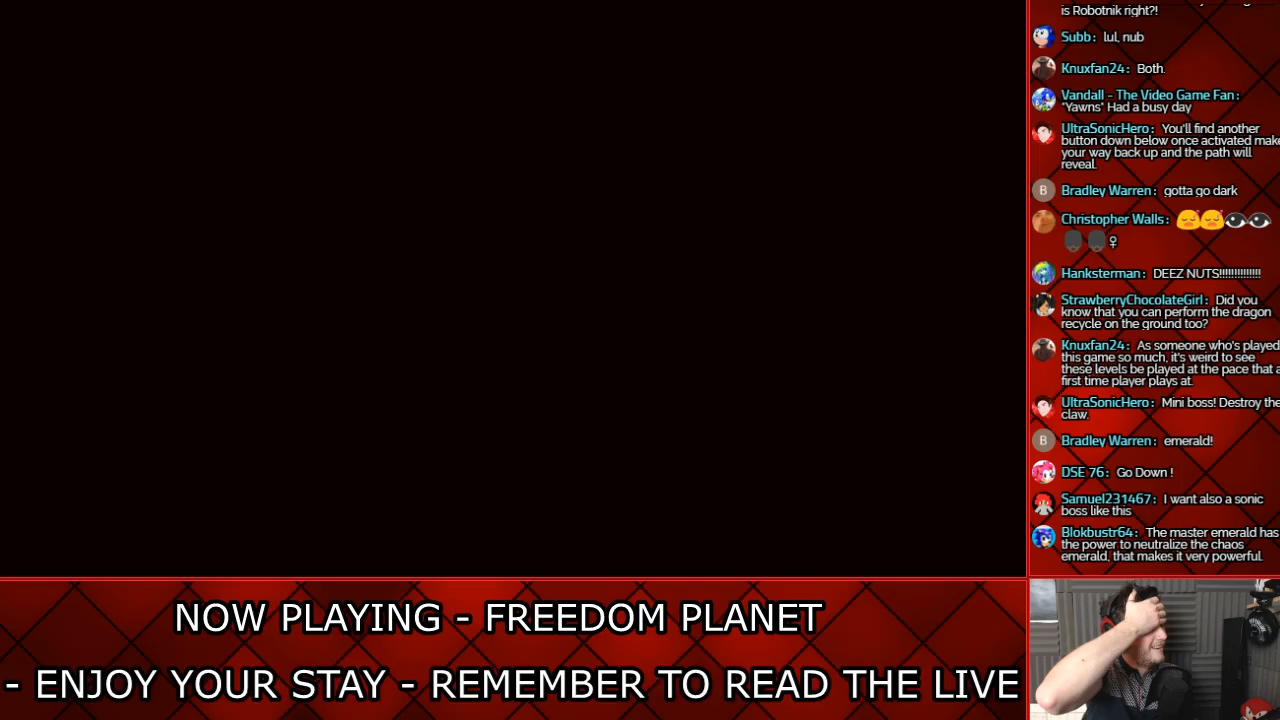 is Robotnik right?!
Subb: lul, nub
Knuxfan24: Both.
Vandall - The Video Game Fan:
"Yawns" Had a busy day
UltraSonicHero: You'll find another
button down below once activated make
your way back up and the path will
reveal.
B Bradley Warren: gotta go dark
Christopher Walls: 😩😩👁👁
♀
Hanksterman: DEEZ NUTS!!!!!!!!!!!!!!
StrawberryChocolateGirl: Did you
know that you can perform the dragon
recycle on the ground too?
Knuxfan24: As someone who's played
this game so much, it's weird to see
these levels be played at the pace that a
first time player plays at.
UltraSonicHero: Mini boss! Destroy the
claw.
B Bradley Warren: emerald!
DSE 76: Go Down !
Samuel231467: I want also a sonic
boss like this
Blokbustr64: The master emerald has
the power to neutralize the chaos
emerald, that makes it very powerful.
NOW PLAYING - FREEDOM PLANET
- ENJOY YOUR STAY - REMEMBER TO READ THE LIVE